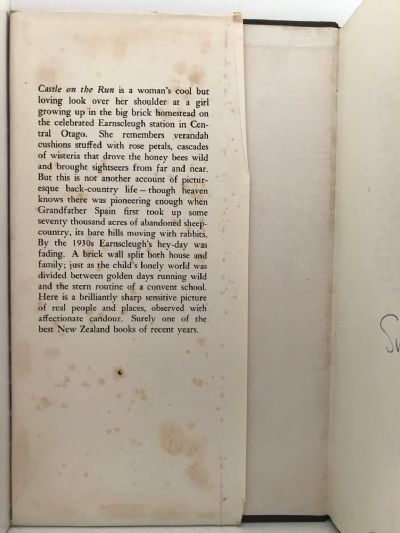 Castle on the Run is a woman's cool but
loving look over her shoulder at a girl
growing up in the big brick homestead on
the celebrated Earnscleugh station in Cen-
tral Otago. She remembers verandah
cushions stuffed with rose petals, cascades
of wisteria that drove the honey bees wild
and brought sightseers from far and near.
But this is not another account of pictur-
esque back-country life – though heaven
knows there was pioneering enough when
Grandfather Spain first took up some
seventy thousand acres of abandoned sheep-
country, its bare hills moving with rabbits.
By the 1930s Earnscleugh's hey-day was
fading. A brick wall split both house and
family; just as the child's lonely world was
divided between golden days running wild
and the stern routine of a convent school.
Here is a brilliantly sharp sensitive picture
of real people and places, observed with
affectionate candour. Surely one of the
best New Zealand books of recent years.